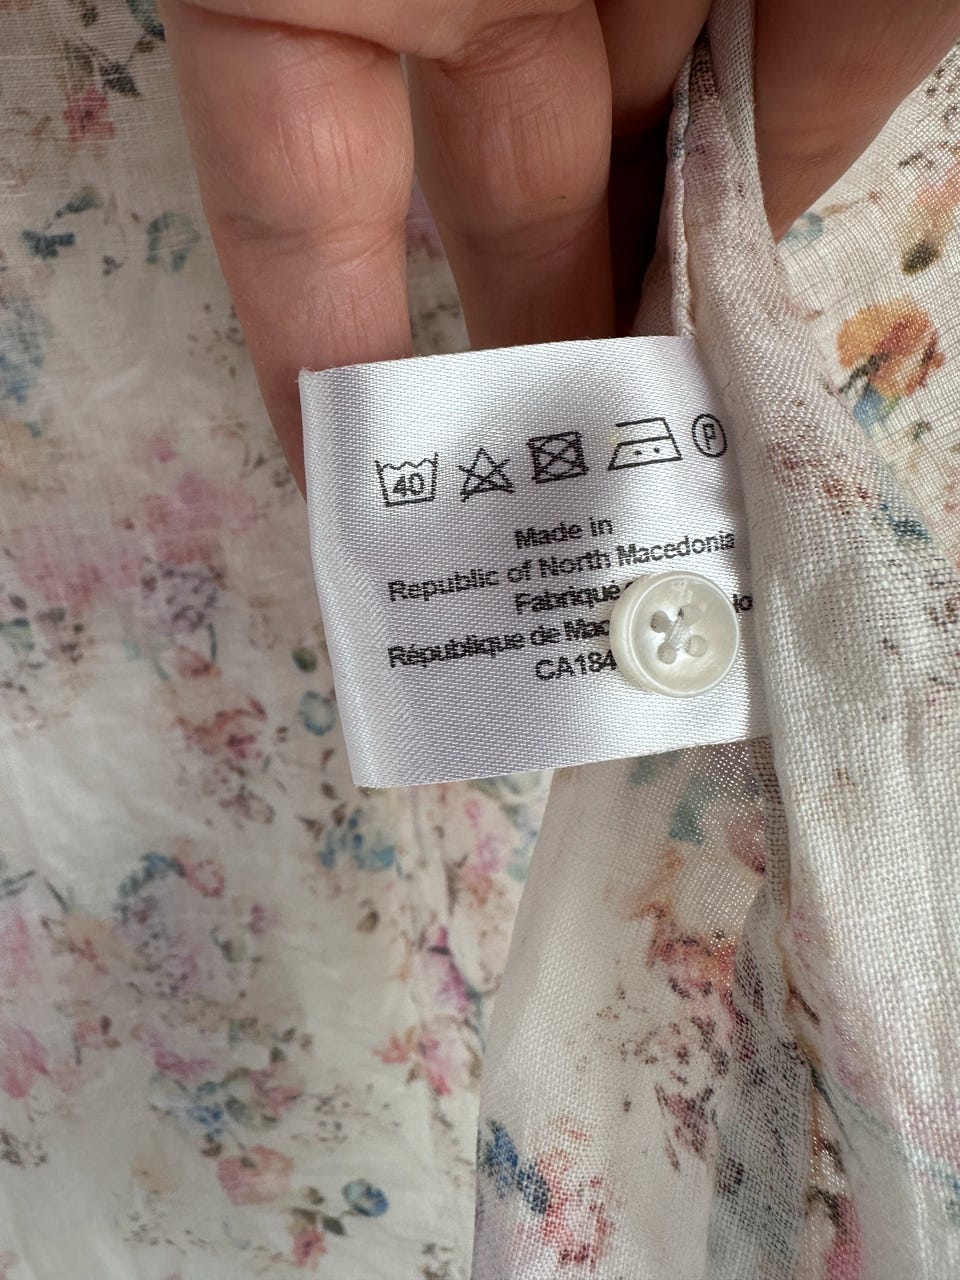 40 P
Made in
Republic of North Macedonia
Fabriqué
République de
CA184